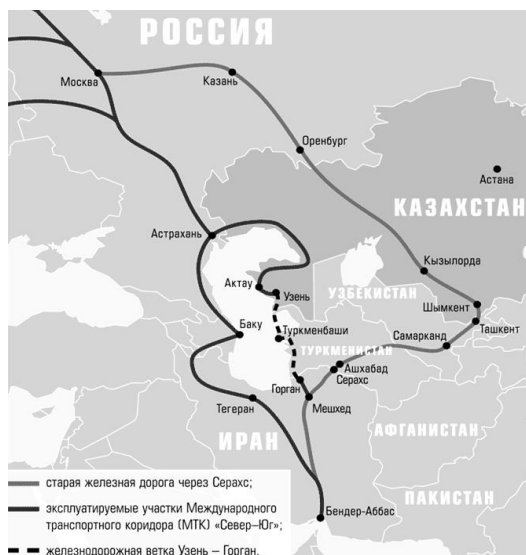 РОССИЯ
Москва
Казань
Оренбург
Астана
КАЗАХСТАН
Астрахань
Кызылорда
Актау
Узень
УЗБЕКИСТАН
Шымкент
Ташкент
Баку
Туркменбаши
Самарканд
ТУРКМЕНИСТАН
Ашхабад
Серахс
Горган
Мешхед
Тегеран
ИРАН
АФГАНИСТАН
ПАКИСТАН
Бендер-Аббас
старая железная дорога через Серахс;
эксплуатируемые участки Международного
транспортного коридора (МТК) «Север–Юг»;
железнодорожная ветка Узень – Горган.